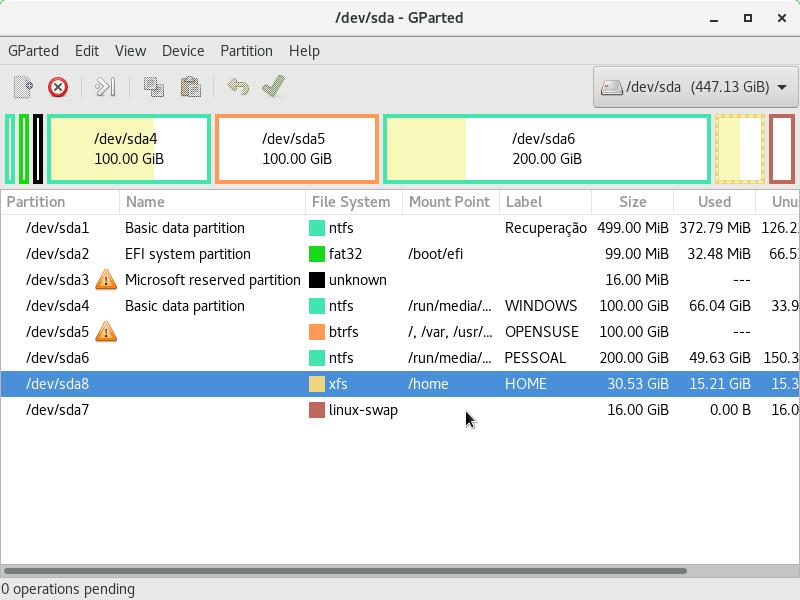 /dev/sda - GParted
GParted Edit View Device Partition Help
/dev/sda (447.13 GiB)
/dev/sda4 /dev/sda5 /dev/sda6
100.00 GiB 100.00 GiB 200.00 GiB
Partition Name File System Mount Point Label Size Used Unu
/dev/sda1 Basic data partition ntfs Recuperação 499.00 MiB 372.79 MiB 126.2
/dev/sda2 EFI system partition fat32 /boot/efi 99.00 MiB 32.48 MiB 66.5
/dev/sda3 Microsoft reserved partition unknown 16.00 MiB ---
/dev/sda4 Basic data partition ntfs /run/media/... WINDOWS 100.00 GiB 66.04 GiB 33.9
/dev/sda5 btrfs /, /var, /usr/... OPENSUSE 100.00 GiB ---
/dev/sda6 ntfs /run/media/... PESSOAL 200.00 GiB 49.63 GiB 150.3
/dev/sda8 xfs /home HOME 30.53 GiB 15.21 GiB 15.3
/dev/sda7 linux-swap 16.00 GiB 0.00 B 16.0
0 operations pending